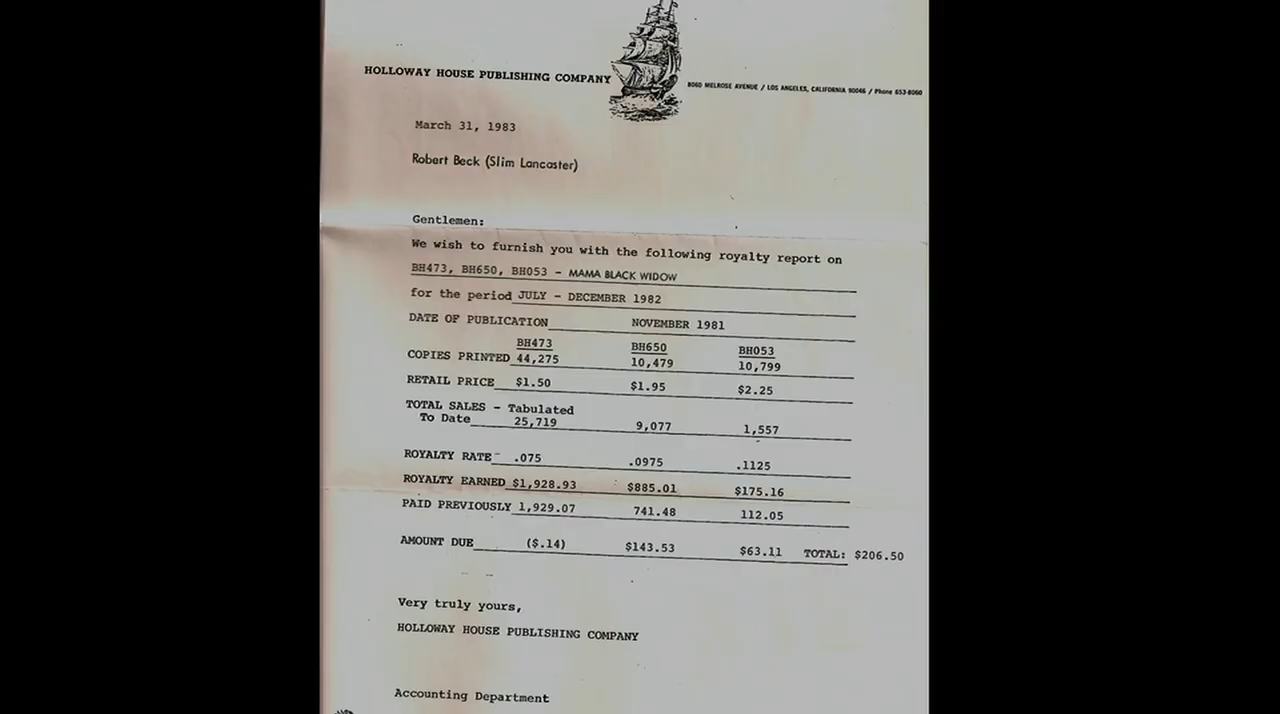 HOLLOWAY HOUSE PUBLISHING COMPANY 8060 MELROSE AVENUE / LOS ANGELES, CALIFORNIA 90046 / Phone 653-8060
March 31, 1983
Robert Beck (Slim Lancaster)
Gentlemen:
We wish to furnish you with the following royalty report on
BH473, BH650, BH053 - MAMA BLACK WIDOW
for the period JULY - DECEMBER 1982
DATE OF PUBLICATION NOVEMBER 1981
BH473 BH650 BH053
COPIES PRINTED 44,275 10,479 10,799
RETAIL PRICE $1.50 $1.95 $2.25
TOTAL SALES - Tabulated
To Date 25,719 9,077 1,557
ROYALTY RATE .075 .0975 .1125
ROYALTY EARNED $1,928.93 $885.01 $175.16
PAID PREVIOUSLY 1,929.07 741.48 112.05
AMOUNT DUE ($.14) $143.53 $63.11 TOTAL: $206.50
Very truly yours,
HOLLOWAY HOUSE PUBLISHING COMPANY
Accounting Department